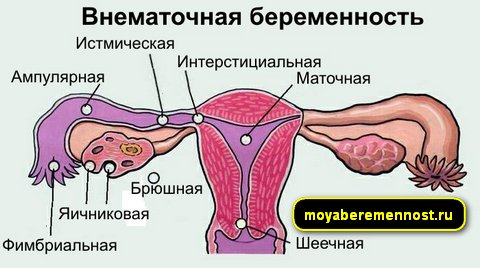 Внематочная беременность
Истмическая
Интерстициальная
Ампулярная
Маточная
Брюшная
Яичниковая
moyaberemennost.ru
Фимбриальная
Шеечная